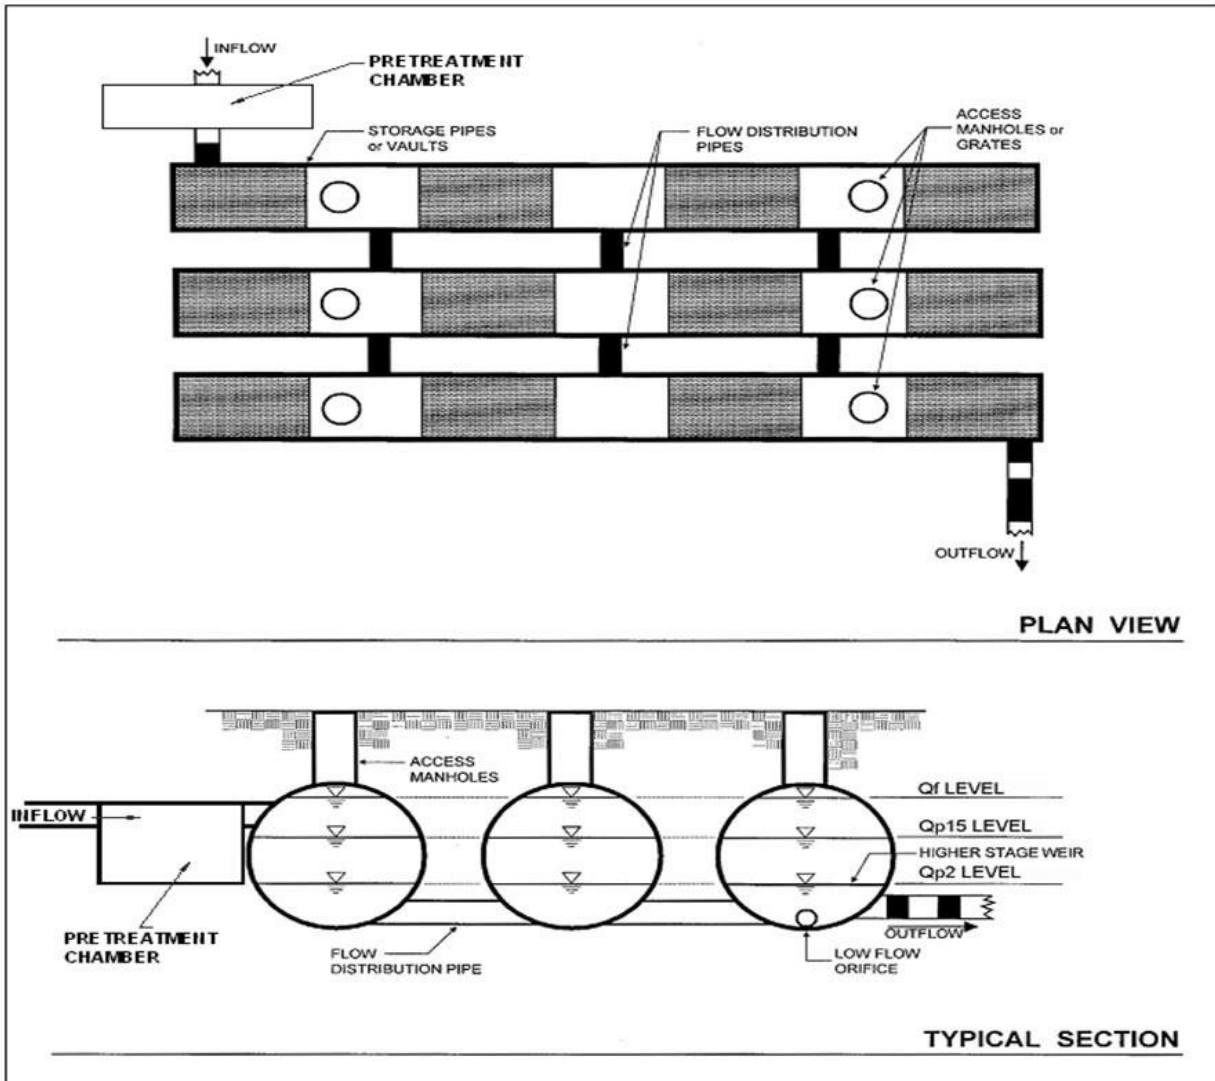 INFLOW
PRETREATMENT
CHAMBER
STORAGE PIPES
or VAULTS
FLOW DISTRIBUTION
PIPES
ACCESS
MANHOLES or
GRATES
OUTFLOW
PLAN VIEW
ACCESS
MANHOLES
Qf LEVEL
INFLOW
Qp15 LEVEL
HIGHER STAGE WEIR
Qp2 LEVEL
PRETREATMENT
CHAMBER
FLOW
DISTRIBUTION PIPE
OUTFLOW
LOW FLOW
ORIFICE
TYPICAL SECTION